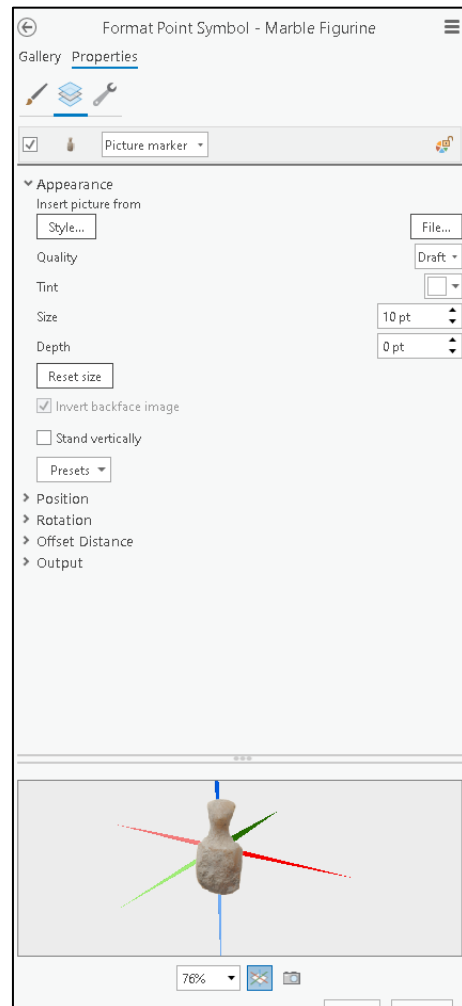 Format Point Symbol - Marble Figurine
Gallery Properties
Picture marker
Appearance
Insert picture from
Style... File...
Quality Draft
Tint
Size 10 pt
Depth 0 pt
Reset size
Invert backface image
Stand vertically
Presets
Position
Rotation
Offset Distance
Output
76%